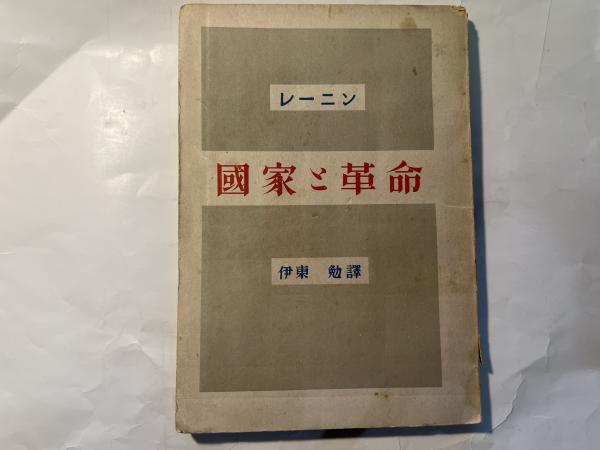 レーニン
國家と革命
伊東 勉譯